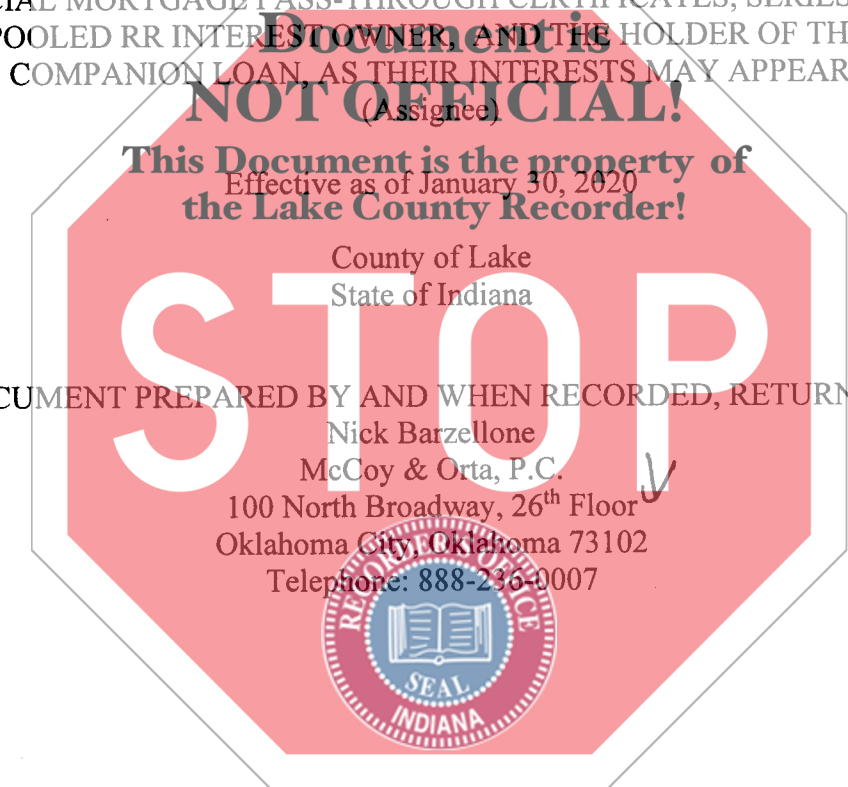 CIAL MORTGAGE PASS-THROUGH CERTIFICATES, SERIES
Document is
POOLED RR INTEREST OWNER, AND THE HOLDER OF TH
COMPANION LOAN, AS THEIR INTERESTS MAY APPEAR
NOT OFFICIAL!
(Assignee)
This Document is the property of
Effective as of January 30, 2020
the Lake County Recorder!
County of Lake
State of Indiana
STOP
CUMENT PREPARED BY AND WHEN RECORDED, RETURN
Nick Barzellone
McCoy & Orta, P.C.
100 North Broadway, 26th Floor
Oklahoma City, Oklahoma 73102
Telephone: 888-236-0007
RECORDER'S OFFICE
SEAL
INDIANA